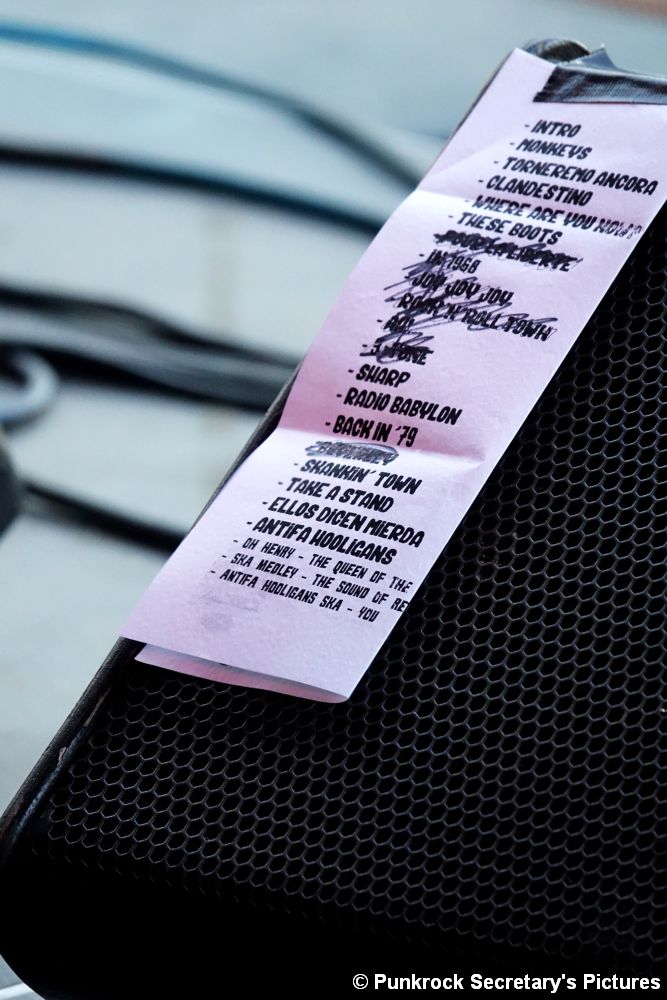 - INTRO
- MONKEYS
- TORNEREMO ANCORA
- CLANDESTINO
- WHERE ARE YOU NOW?
- THESE BOOTS
- IN 1968
- JOY JOY JOY
- ROCK 'N' ROLL TOWN
- SHARP
- RADIO BABYLON
- BACK IN '79
- SKANKIN' TOWN
- TAKE A STAND
- ELLOS DICEN MIERDA
- ANTIFA HOOLIGANS
- OH HENRY - THE QUEEN OF THE
- SKA MEDLEY - THE SOUND OF RE
- ANTIFA HOOLIGANS SKA - YOU
© Punkrock Secretary's Pictures